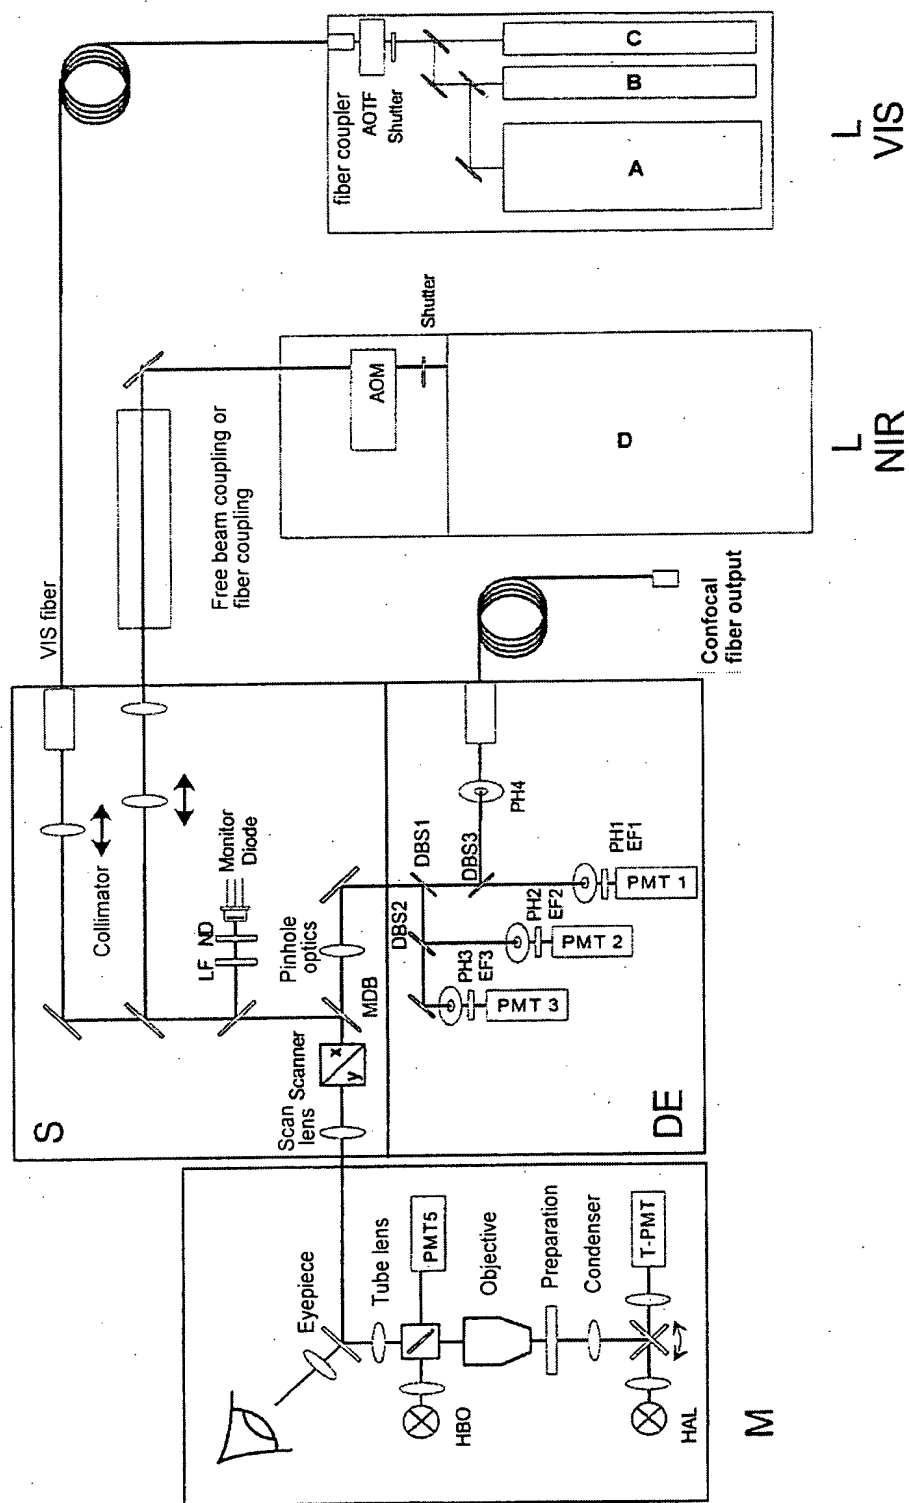 fiber coupler
AOTF
Shutter
C
B
A
L
VIS
Shutter
AOM
D
L
NIR
VIS fiber
Free beam coupling or
fiber coupling
Confocal
fiber output
Collimator
Monitor
Diode
ND
LF
Pinhole
optics
MDB
Scanner
x
y
Scan
lens
S
DBS1
DBS2
DBS3
PH4
PH1
EF1
PH2
EF2
PH3
EF3
PMT 1
PMT 2
PMT 3
DE
Eyepiece
Tube lens
PMT5
Objective
Preparation
Condenser
T-PMT
HBO
HAL
M